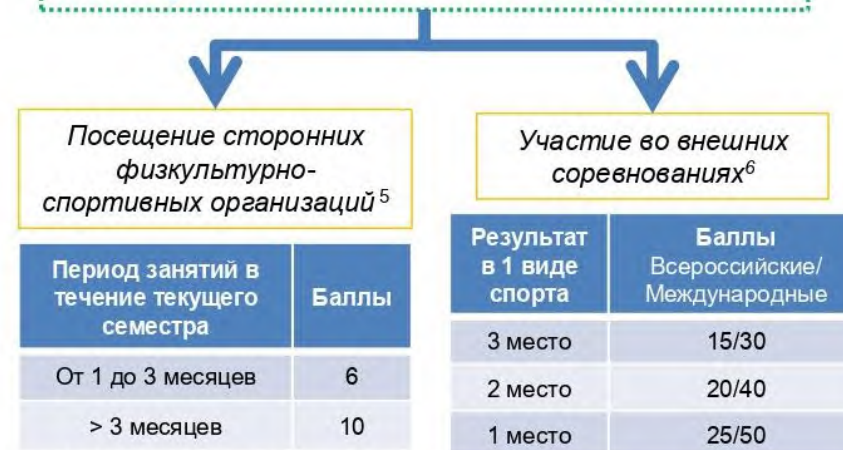 Посещение сторонних
физкультурно-
спортивных организаций 5
Период занятий в
течение текущего
семестра
Баллы
От 1 до 3 месяцев 6
> 3 месяцев 10
Участие во внешних
соревнованиях6
Результат
в 1 виде
спорта
Баллы
Всероссийские/
Международные
3 место 15/30
2 место 20/40
1 место 25/50